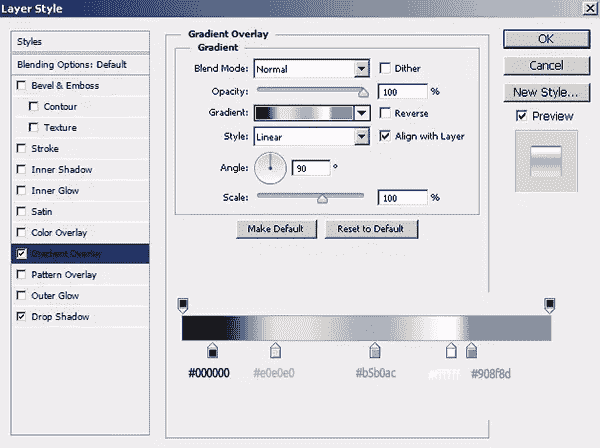 Layer Style
Styles
Blending Options: Default
Bevel & Emboss
Contour
Texture
Stroke
Inner Shadow
Inner Glow
Satin
Color Overlay
Gradient Overlay
Pattern Overlay
Outer Glow
Drop Shadow
Gradient Overlay
Gradient
Blend Mode: Normal Dither
Opacity: 100 %
Gradient: Reverse
Style: Linear Align with Layer
Angle: 90 °
Scale: 100 %
Make Default Reset to Default
#000000 #e0e0e0 #b5b0ac #ffffff #908f8d
OK
Cancel
New Style...
Preview